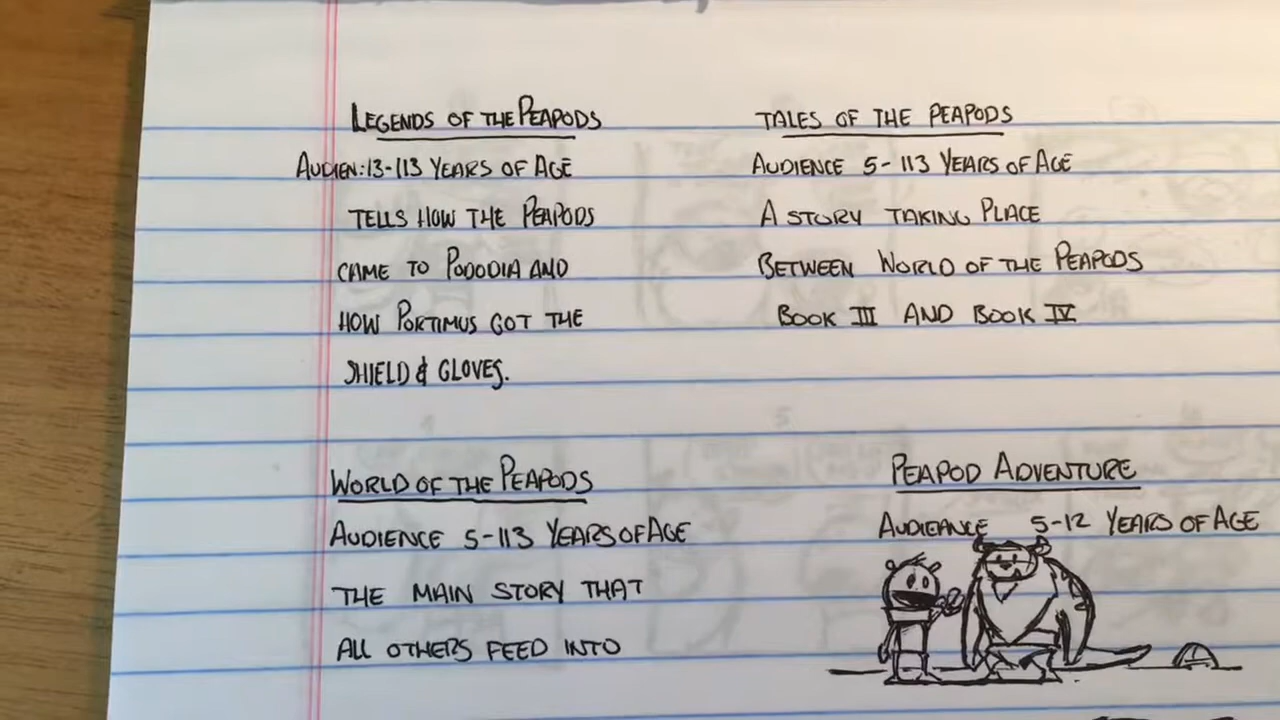 LEGENDS OF THE PEAPODS
AUDIEN: 13-113 YEARS OF AGE
TELLS HOW THE PEAPODS
CAME TO PODODIA AND
HOW PORTIMUS GOT THE
SHIELD & GLOVES.
TALES OF THE PEAPODS
AUDIENCE 5-113 YEARS OF AGE
A STORY TAKING PLACE
BETWEEN WORLD OF THE PEAPODS
BOOK III AND BOOK IV
WORLD OF THE PEAPODS
AUDIENCE 5-113 YEARS OF AGE
THE MAIN STORY THAT
ALL OTHERS FEED INTO
PEAPOD ADVENTURE
AUDIEANCE 5-12 YEARS OF AGE